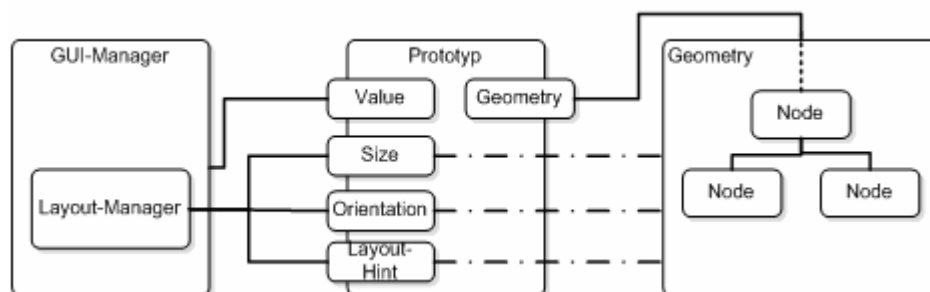 GUI-Manager
Layout-Manager
Prototyp
Value
Geometry
Size
Orientation
Layout-
Hint
Geometry
Node
Node
Node